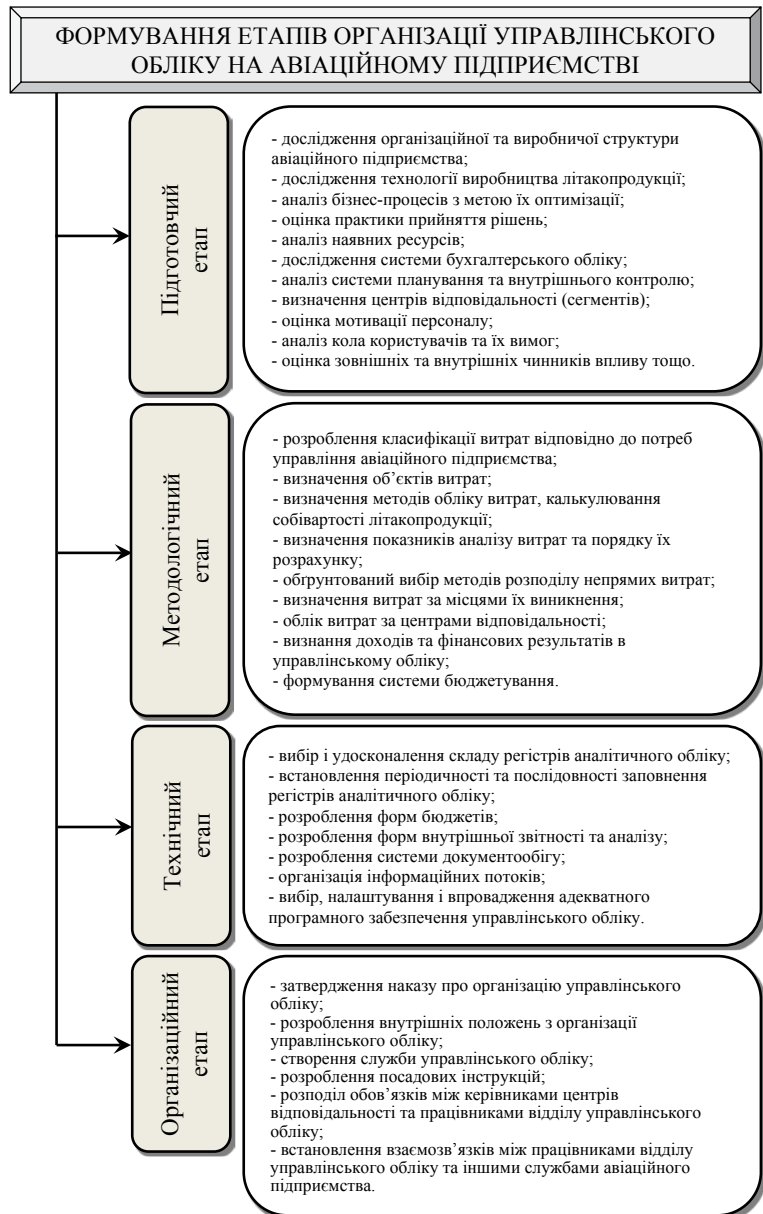 ФОРМУВАННЯ ЕТАПІВ ОРГАНІЗАЦІЇ УПРАВЛІНСЬКОГО
ОБЛІКУ НА АВІАЦІЙНОМУ ПІДПРИЄМСТВІ
Підготовчий
етап
- дослідження організаційної та виробничої структури
авіаційного підприємства;
- дослідження технології виробництва літакопродукції;
- аналіз бізнес-процесів з метою їх оптимізації;
- оцінка практики прийняття рішень;
- аналіз наявних ресурсів;
- дослідження системи бухгалтерського обліку;
- аналіз системи планування та внутрішнього контролю;
- визначення центрів відповідальності (сегментів);
- оцінка мотивації персоналу;
- аналіз кола користувачів та їх вимог;
- оцінка зовнішніх та внутрішніх чинників впливу тощо.
Методологічний
етап
- розроблення класифікації витрат відповідно до потреб
управління авіаційного підприємства;
- визначення об’єктів витрат;
- визначення методів обліку витрат, калькулювання
собівартості літакопродукції;
- визначення показників аналізу витрат та порядку їх
розрахунку;
- обґрунтований вибір методів розподілу непрямих витрат;
- визначення витрат за місцями їх виникнення;
- облік витрат за центрами відповідальності;
- визнання доходів та фінансових результатів в
управлінському обліку;
- формування системи бюджетування.
Технічний
етап
- вибір і удосконалення складу регістрів аналітичного обліку;
- встановлення періодичності та послідовності заповнення
регістрів аналітичного обліку;
- розроблення форм бюджетів;
- розроблення форм внутрішньої звітності та аналізу;
- розроблення системи документообігу;
- організація інформаційних потоків;
- вибір, налаштування і впровадження адекватного
програмного забезпечення управлінського обліку.
Організаційний
етап
- затвердження наказу про організацію управлінського
обліку;
- розроблення внутрішніх положень з організації
управлінського обліку;
- створення служби управлінського обліку;
- розроблення посадових інструкцій;
- розподіл обов’язків між керівниками центрів
відповідальності та працівниками відділу управлінського
обліку;
- встановлення взаємозв’язків між працівниками відділу
управлінського обліку та іншими службами авіаційного
підприємства.